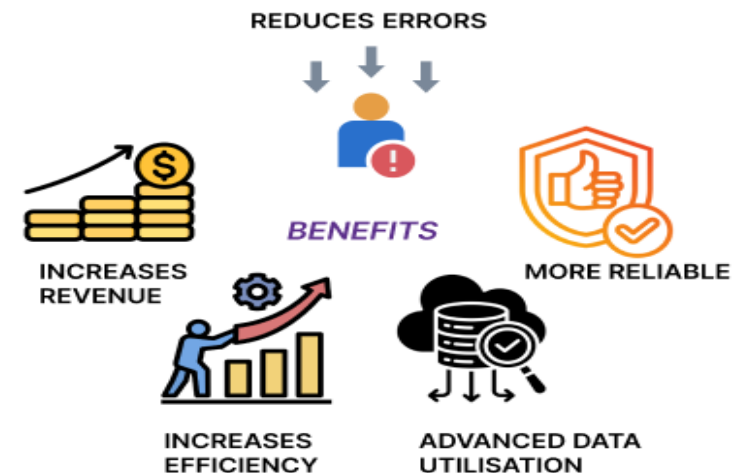 REDUCES ERRORS
$
!
BENEFITS
INCREASES
REVENUE
MORE RELIABLE
INCREASES
EFFICIENCY
ADVANCED DATA
UTILISATION